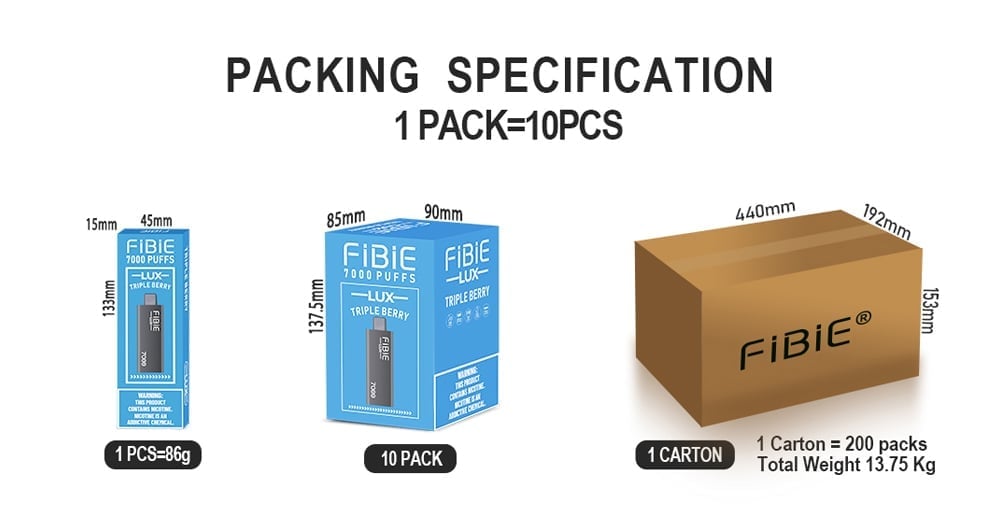 PACKING SPECIFICATION
1 PACK=10PCS
15mm
45mm
133mm
FiBiE
7000 PUFFS
LUX
TRIPLE BERRY
TRIPLE BERRY
FiBiE
7000
WARNING:
THIS PRODUCT
CONTAINS NICOTINE.
NICOTINE IS AN
ADDICTIVE CHEMICAL.
1 PCS=86g
85mm
90mm
137.5mm
FiBiE
7000 PUFFS
LUX
TRIPLE BERRY
FiBiE
7000
FiBiE
LUX
TRIPLE BERRY
WARNING:
THIS PRODUCT
CONTAINS NICOTINE.
NICOTINE IS AN
ADDICTIVE CHEMICAL.
10 PACK
440mm
192mm
153mm
FiBiE®
1 CARTON
1 Carton = 200 packs
Total Weight 13.75 Kg